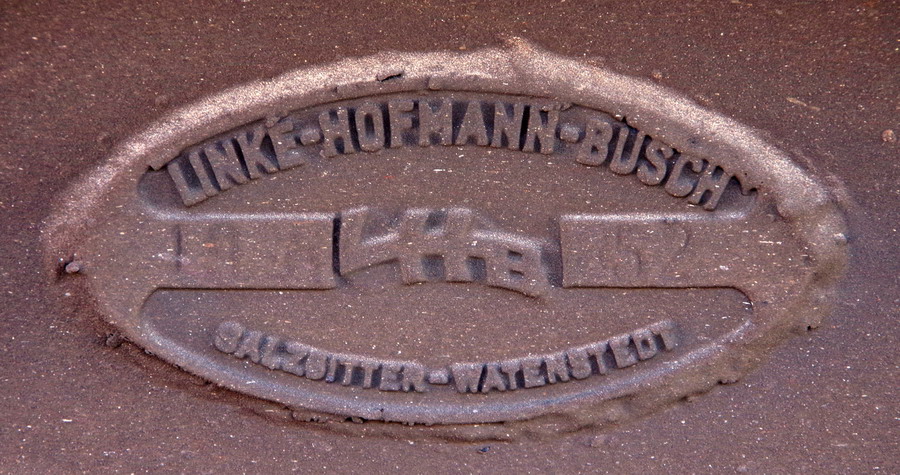 LINKE-HOFMANN-BUSCH
LHB
SALZGITTER-WATENSTEDT